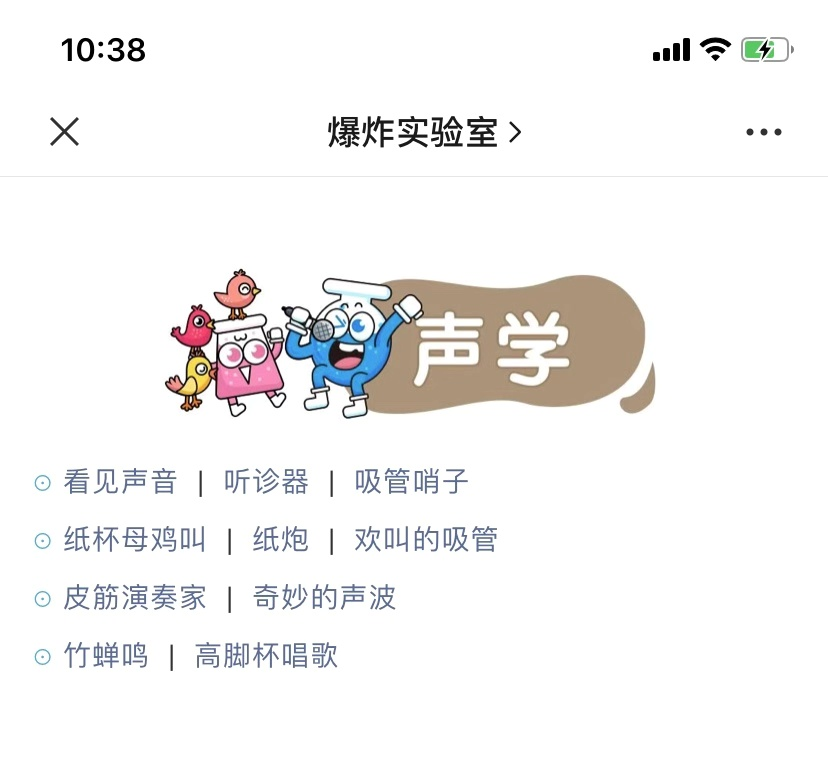 10:38
爆炸实验室
声学
看见声音 | 听诊器 | 吸管哨子
纸杯母鸡叫 | 纸炮 | 欢叫的吸管
皮筋演奏家 | 奇妙的声波
竹蝉鸣 | 高脚杯唱歌